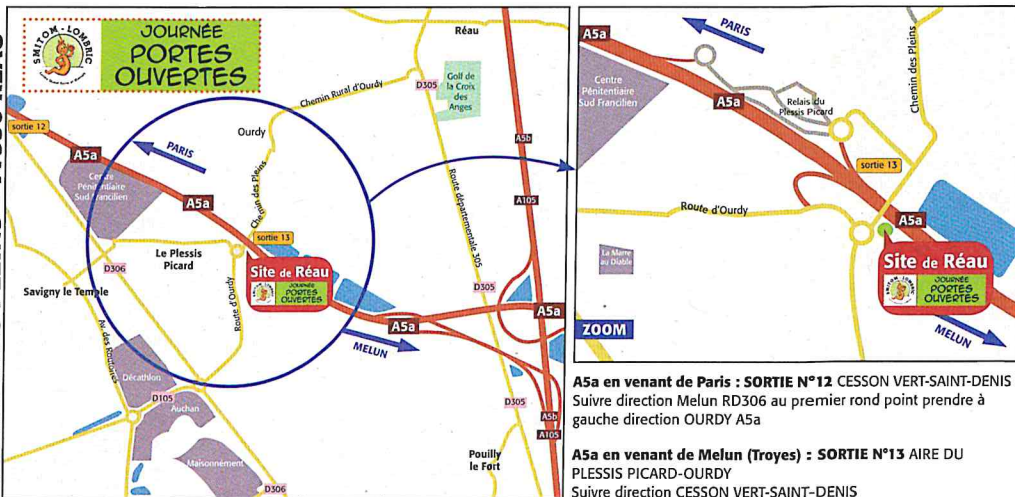 SMITOM - LOMBRIC
JOURNÉE
PORTES
OUVERTES
Réau
D305
Golf de
la Croix
des
Anges
Chemin Rural d'Ourdy
Ourdy
sortie 12
A5a
PARIS
Centre
Pénitentiaire
Sud Francilien
A5a
Chemin des Pleins
sortie 13
Le Plessis
Picard
D306
Savigny le Temple
Route d'Ourdy
Site de Réau
JOURNÉE
PORTES
OUVERTES
Av. des Routoires
Décathlon
D105
Auchan
Maisonnement
D306
MELUN
A5a
A5a
Route départementale 305
D305
D305
A5b
A105
A5b
A105
Pouilly
le Fort
A5a
PARIS
Centre
Pénitentiaire
Sud Francilien
A5a
Relais du
Plessis Picard
Chemin des Pleins
sortie 13
Route d'Ourdy
A5a
La Marre
au Diable
Site de Réau
JOURNÉE
PORTES
OUVERTES
ZOOM
MELUN
A5a en venant de Paris : SORTIE N°12 CESSON VERT-SAINT-DENIS
Suivre direction Melun RD306 au premier rond point prendre à
gauche direction OURDY A5a
A5a en venant de Melun (Troyes) : SORTIE N°13 AIRE DU
PLESSIS PICARD-OURDY
Suivre direction CESSON VERT-SAINT-DENIS